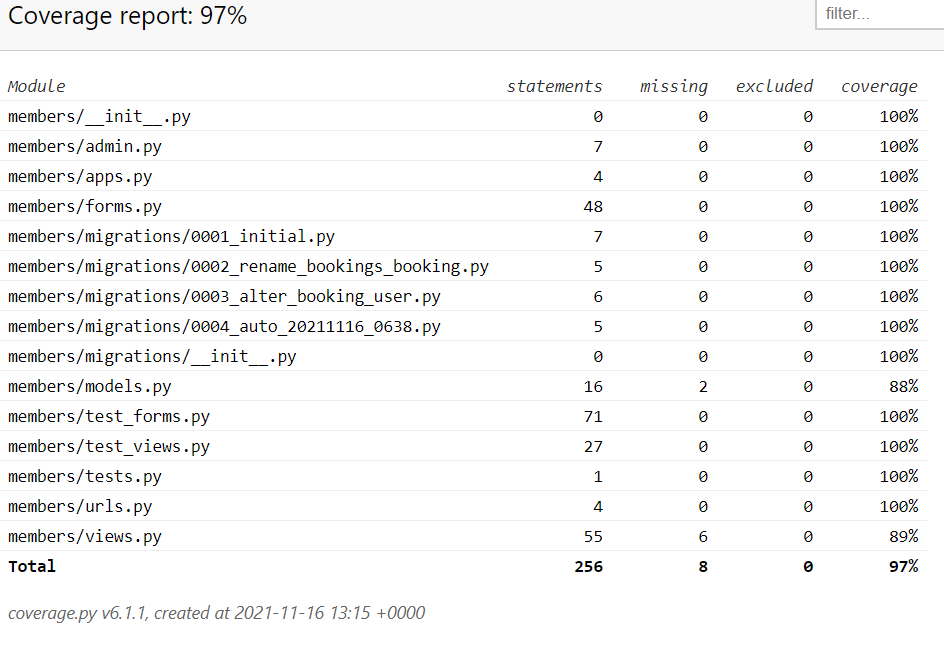 Coverage report: 97%
filter...
Module statements missing excluded coverage
members/__init__.py 0 0 0 100%
members/admin.py 7 0 0 100%
members/apps.py 4 0 0 100%
members/forms.py 48 0 0 100%
members/migrations/0001_initial.py 7 0 0 100%
members/migrations/0002_rename_bookings_booking.py 5 0 0 100%
members/migrations/0003_alter_booking_user.py 6 0 0 100%
members/migrations/0004_auto_20211116_0638.py 5 0 0 100%
members/migrations/__init__.py 0 0 0 100%
members/models.py 16 2 0 88%
members/test_forms.py 71 0 0 100%
members/test_views.py 27 0 0 100%
members/tests.py 1 0 0 100%
members/urls.py 4 0 0 100%
members/views.py 55 6 0 89%
Total 256 8 0 97%
coverage.py v6.1.1, created at 2021-11-16 13:15 +0000